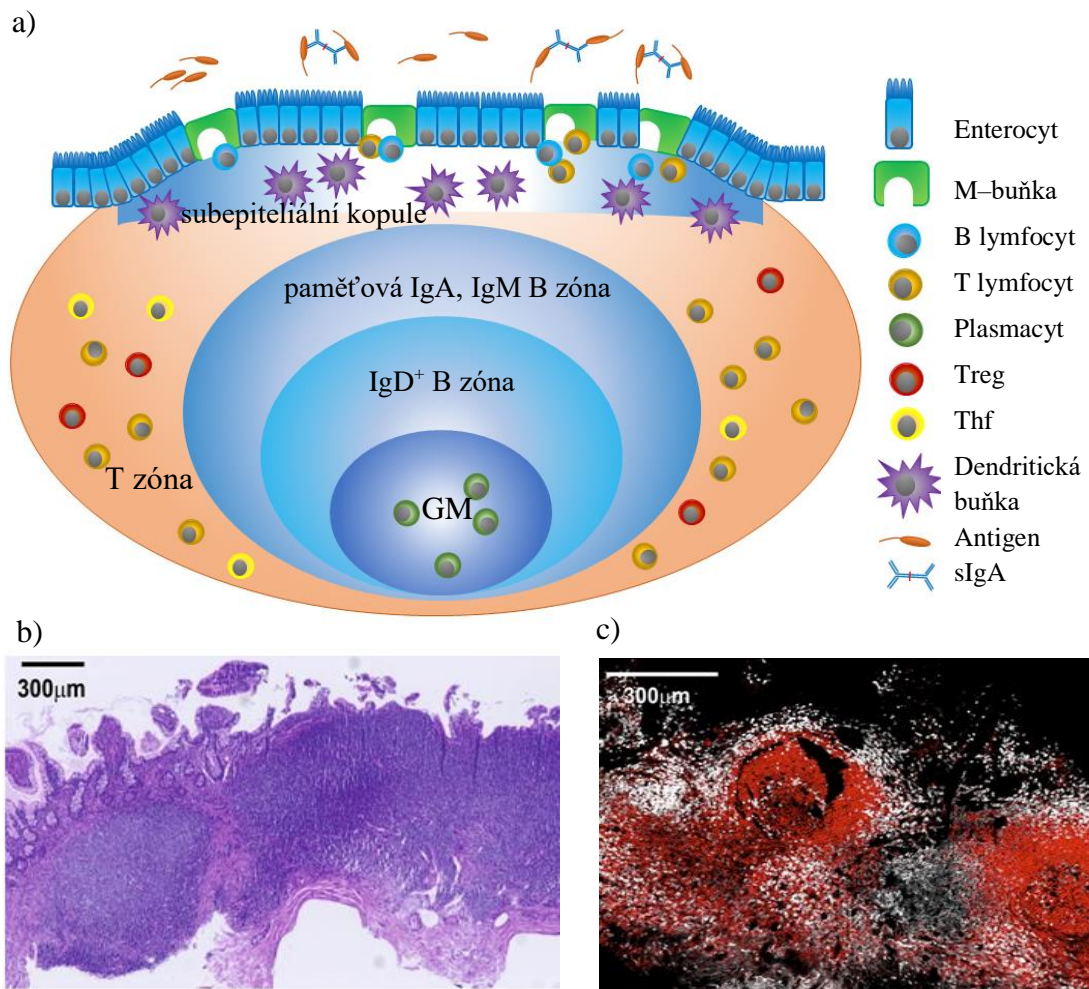 a)
subepiteliální kopule
paměťová IgA, IgM B zóna
IgD⁺ B zóna
T zóna
GM
Enterocyt
M–buňka
B lymfocyt
T lymfocyt
Plasmacyt
Treg
Thf
Dendritická
buňka
Antigen
sIgA
b)
300µm
c)
300µm